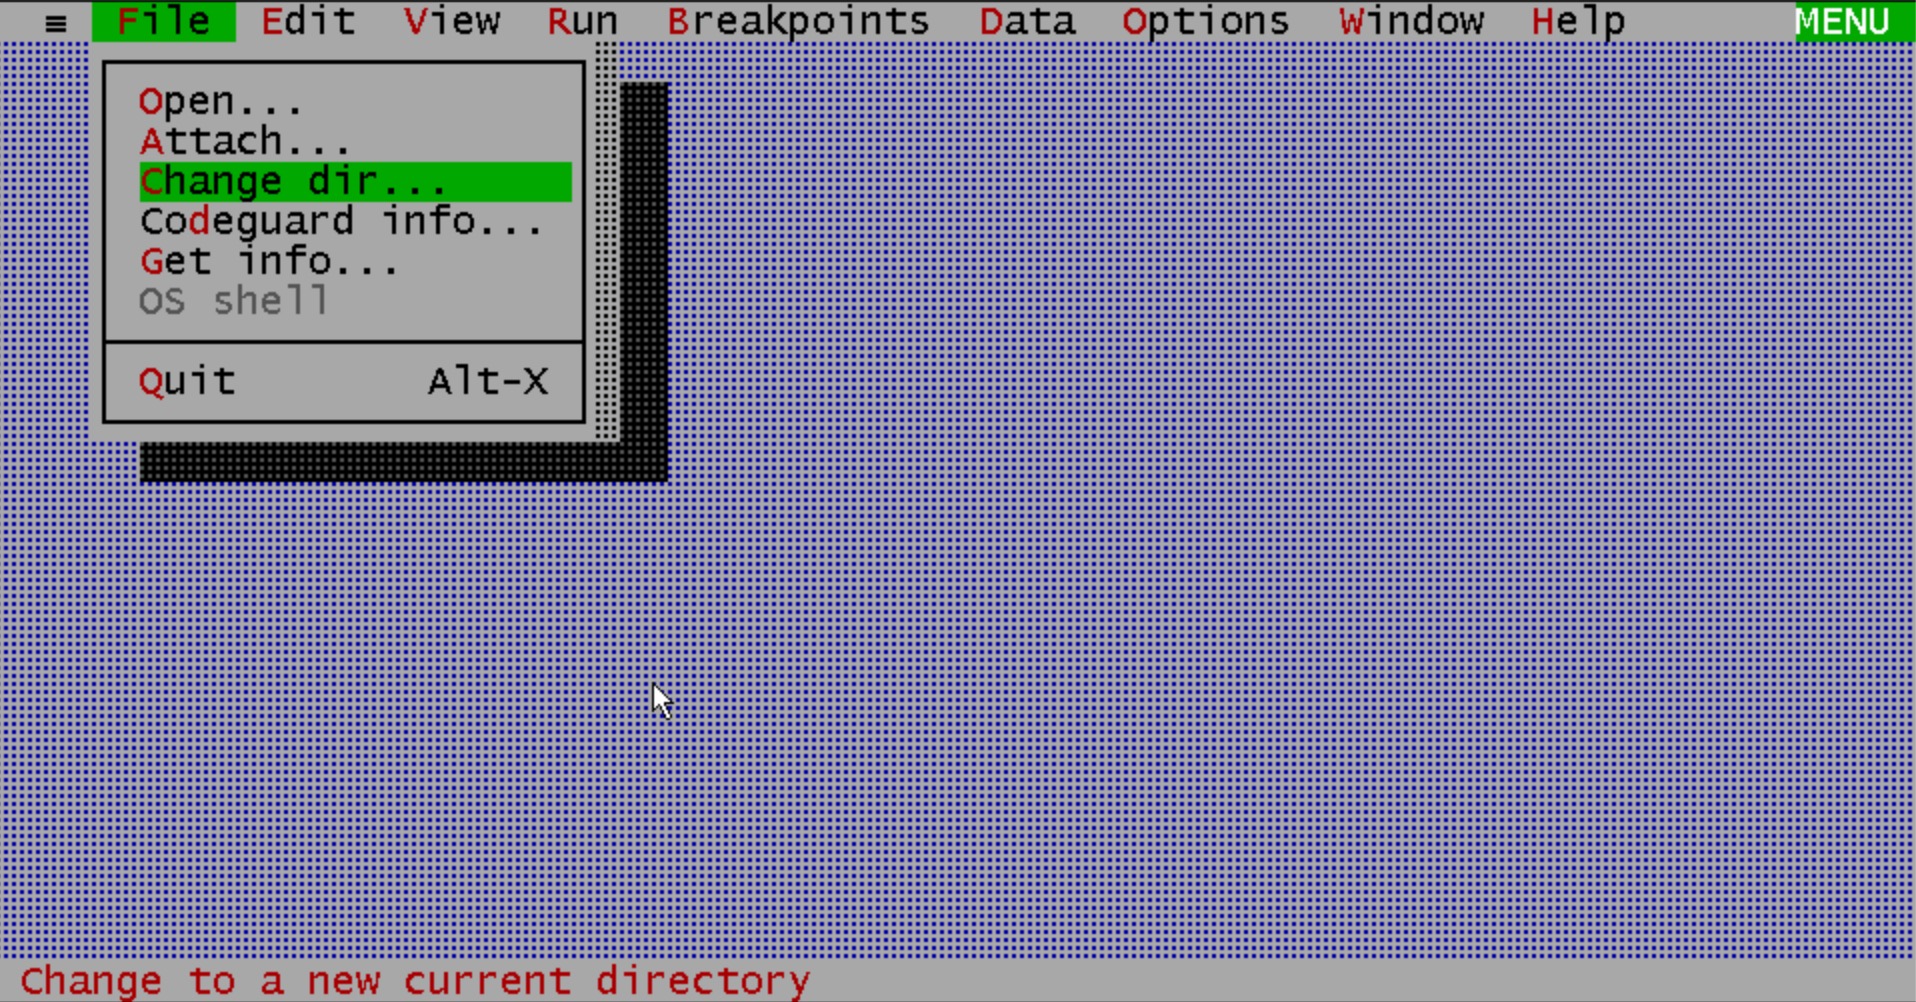 ≡ File Edit View Run Breakpoints Data Options Window Help MENU
Open...
Attach...
Change dir...
Codeguard info...
Get info...
OS shell
Quit Alt-X
Change to a new current directory